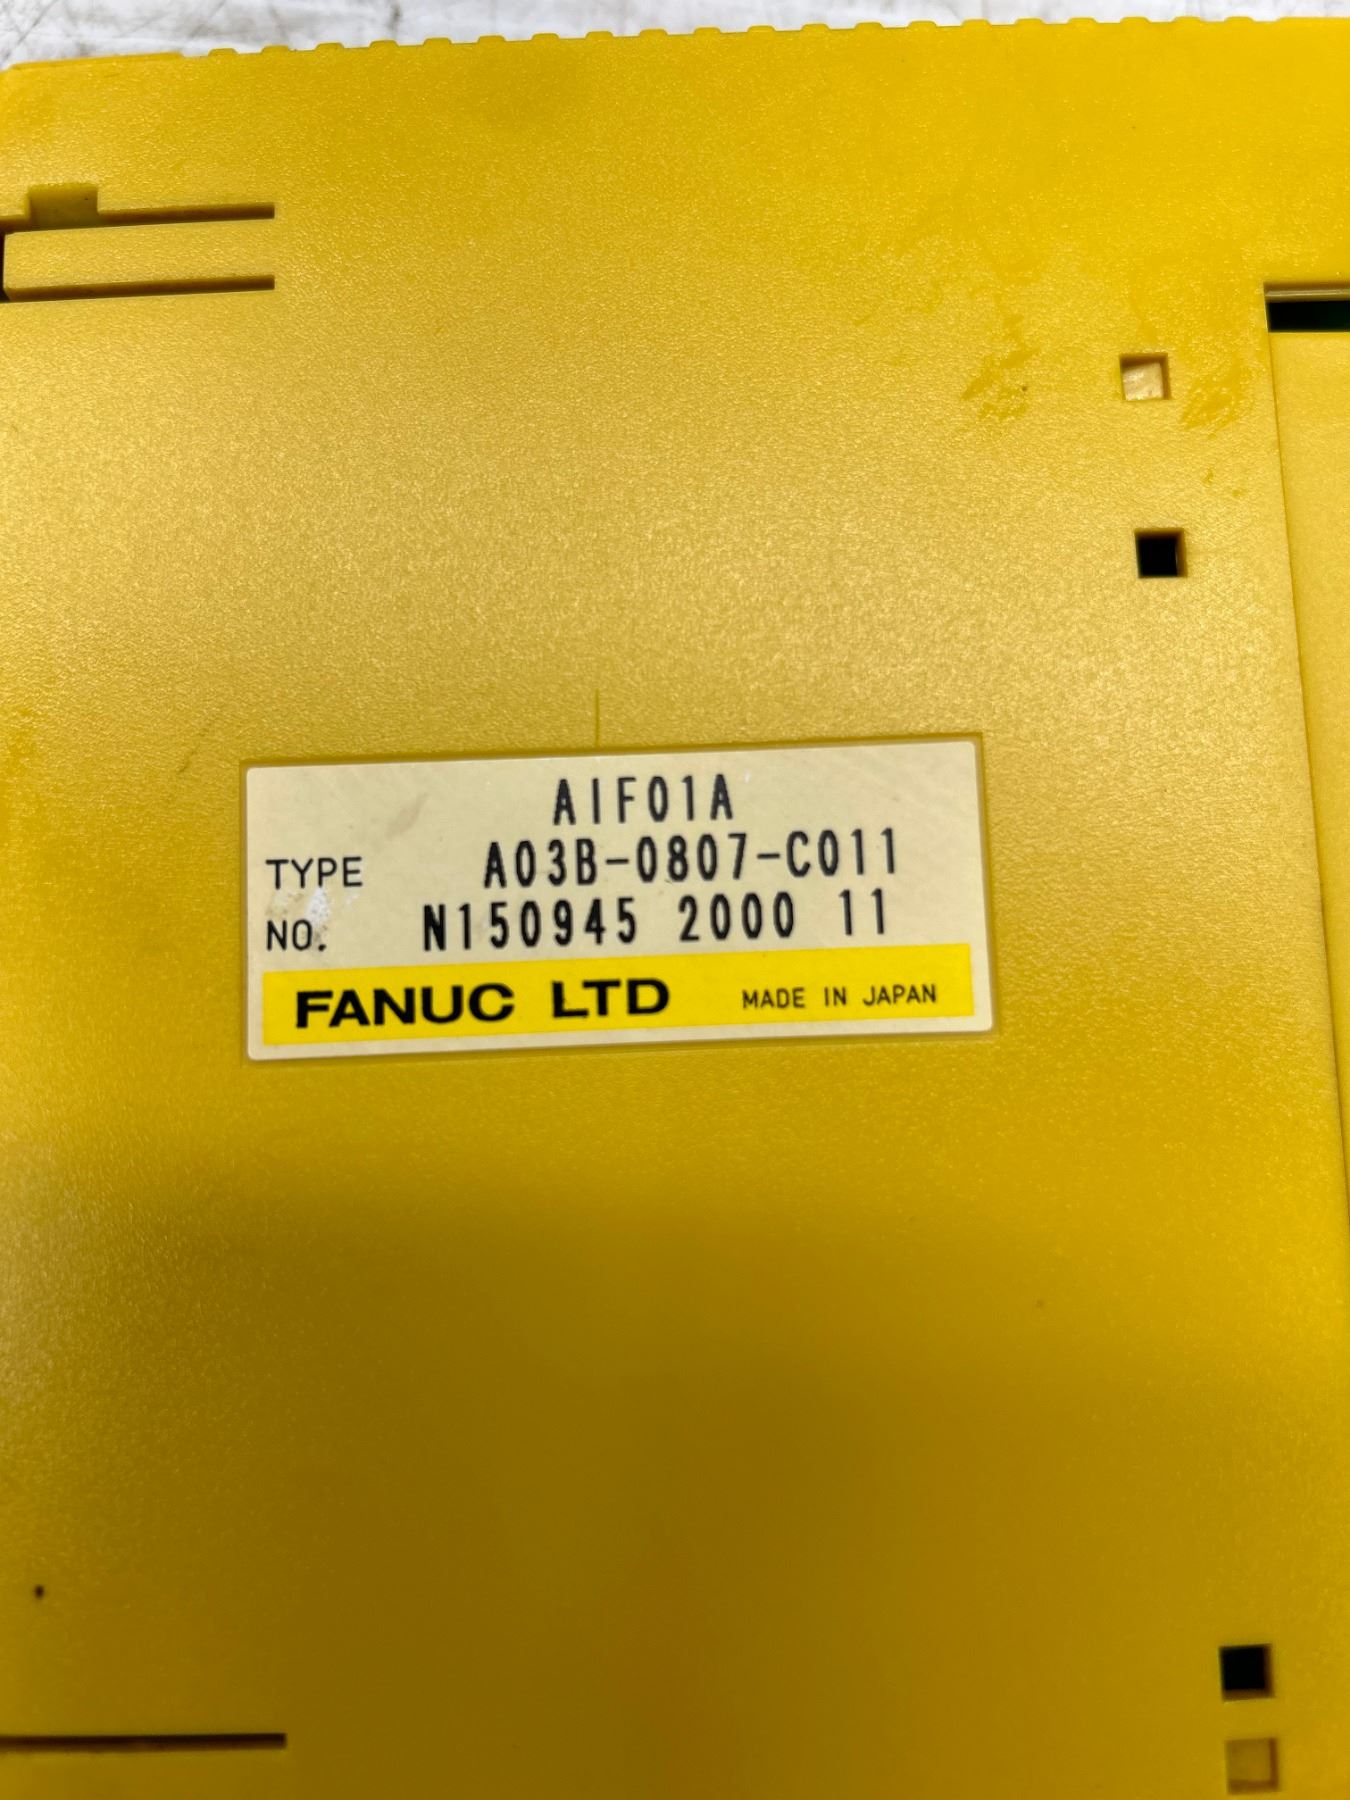 AIF01A
TYPE A03B-0807-C011
NO. N150945 2000 11
FANUC LTD MADE IN JAPAN